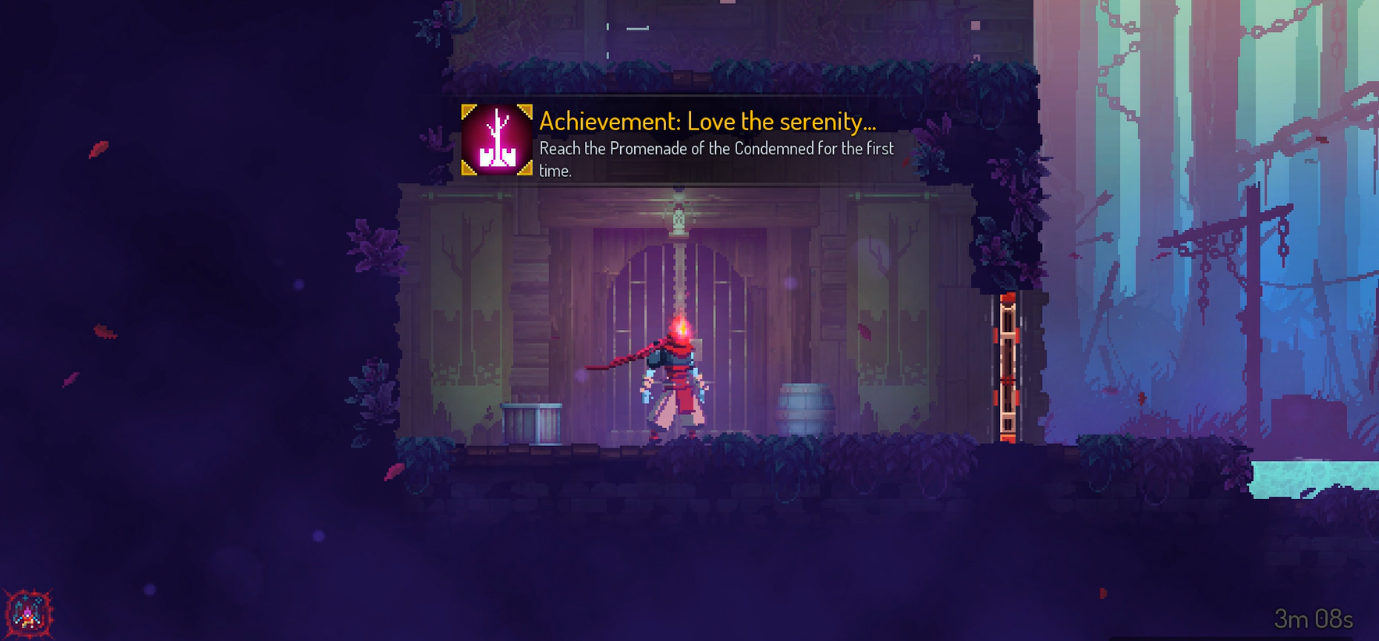 Achievement: Love the serenity...
Reach the Promenade of the Condemned for the first
time.
3m 08s